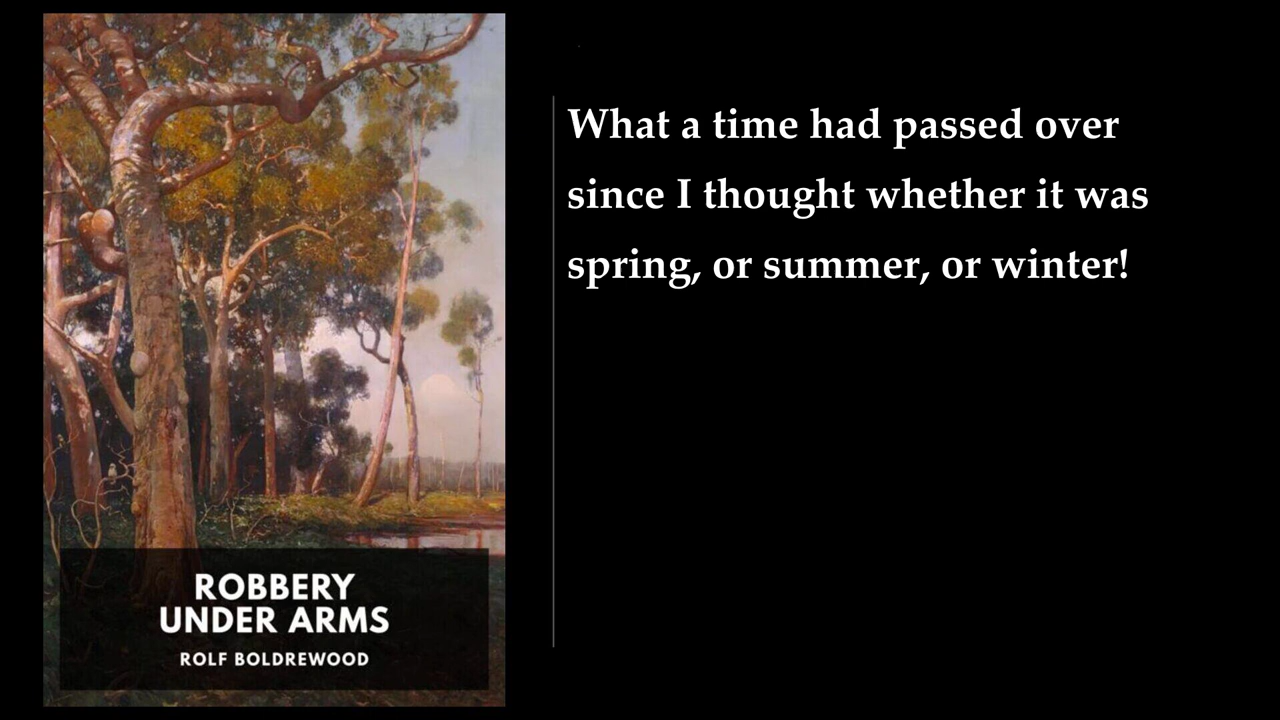 What a time had passed over
since I thought whether it was
spring, or summer, or winter!
ROBBERY
UNDER ARMS
ROLF BOLDREWOOD